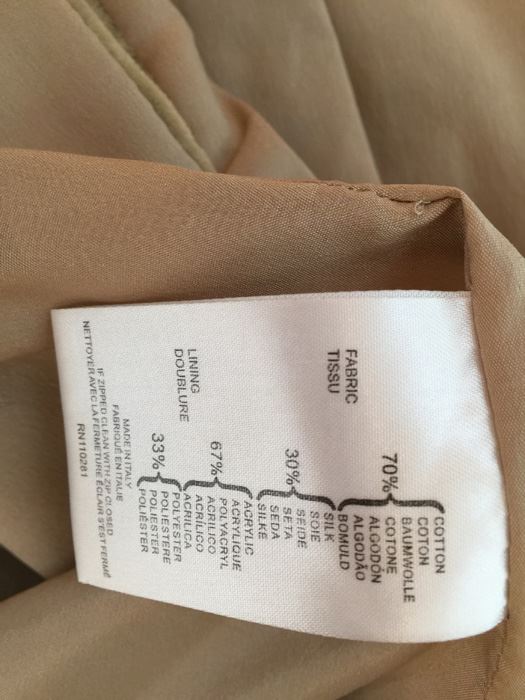 COTTON
COTON
BAUMWOLLE
70% COTONE
ALGODÓN
ALGODÃO
BOMULD
FABRIC
TISSU
SILK
SOIE
SEIDE
30% SETA
SEDA
SILKE
ACRYLIC
ACRYLIQUE
POLYACRYL
67% ACRILICO
ACRÍLICO
ACRILICA
LINING
DOUBLURE
POLYESTER
POLIESTERE
33% POLIESTER
POLIÉSTER
MADE IN ITALY
FABRIQUÉ EN ITALIE
IF ZIPPED CLEAN WITH ZIP CLOSED
NETTOYER AVEC LA FERMETURE ÉCLAIR S'EST FERMÉ
RN110281